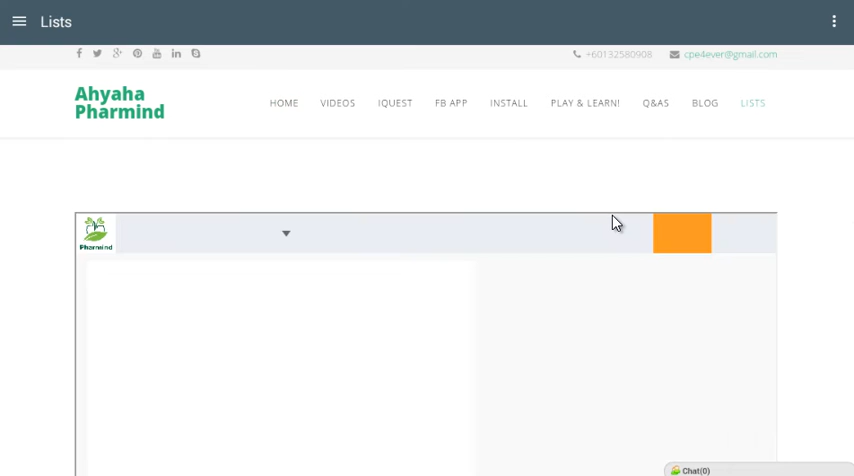 Lists
+60132580908 cpe4ever@gmail.com
Ahyaha
Pharmind
HOME VIDEOS IQUEST FB APP INSTALL PLAY & LEARN! Q&AS BLOG LISTS
Pharmind
Chat(0)